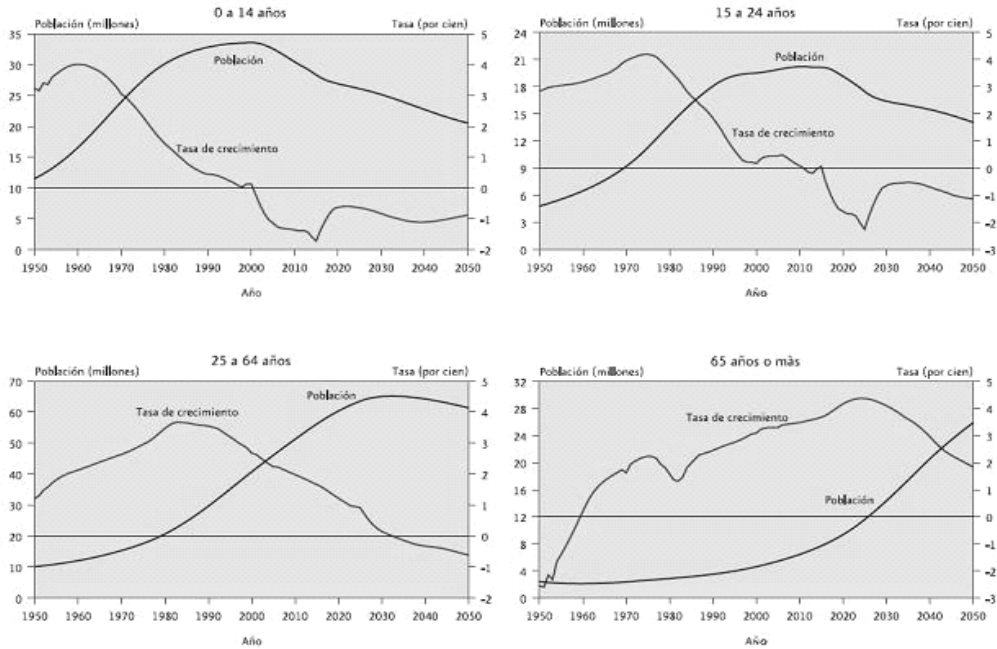 0 a 14 años
Población (millones) Tasa (por cien)
35 5
30 4
25 3
20 2
15 1
10 0
5 -1
0 -2
Población
Tasa de crecimiento
1950 1960 1970 1980 1990 2000 2010 2020 2030 2040 2050
Año
15 a 24 años
Población (millones) Tasa (por cien)
24 5
21 4
18 3
15 2
12 1
9 0
6 -1
3 -2
0 -3
Población
Tasa de crecimiento
1950 1960 1970 1980 1990 2000 2010 2020 2030 2040 2050
Año
25 a 64 años
Población (millones) Tasa (por cien)
70 5
60 4
50 3
40 2
30 1
20 0
10 -1
0 -2
Población
Tasa de crecimiento
1950 1960 1970 1980 1990 2000 2010 2020 2030 2040 2050
Año
65 años o màs
Población (millones) Tasa (por cien)
32 5
28 4
24 3
20 2
16 1
12 0
8 -1
4 -2
0 -3
Tasa de crecimiento
Población
1950 1960 1970 1980 1990 2000 2010 2020 2030 2040 2050
Año